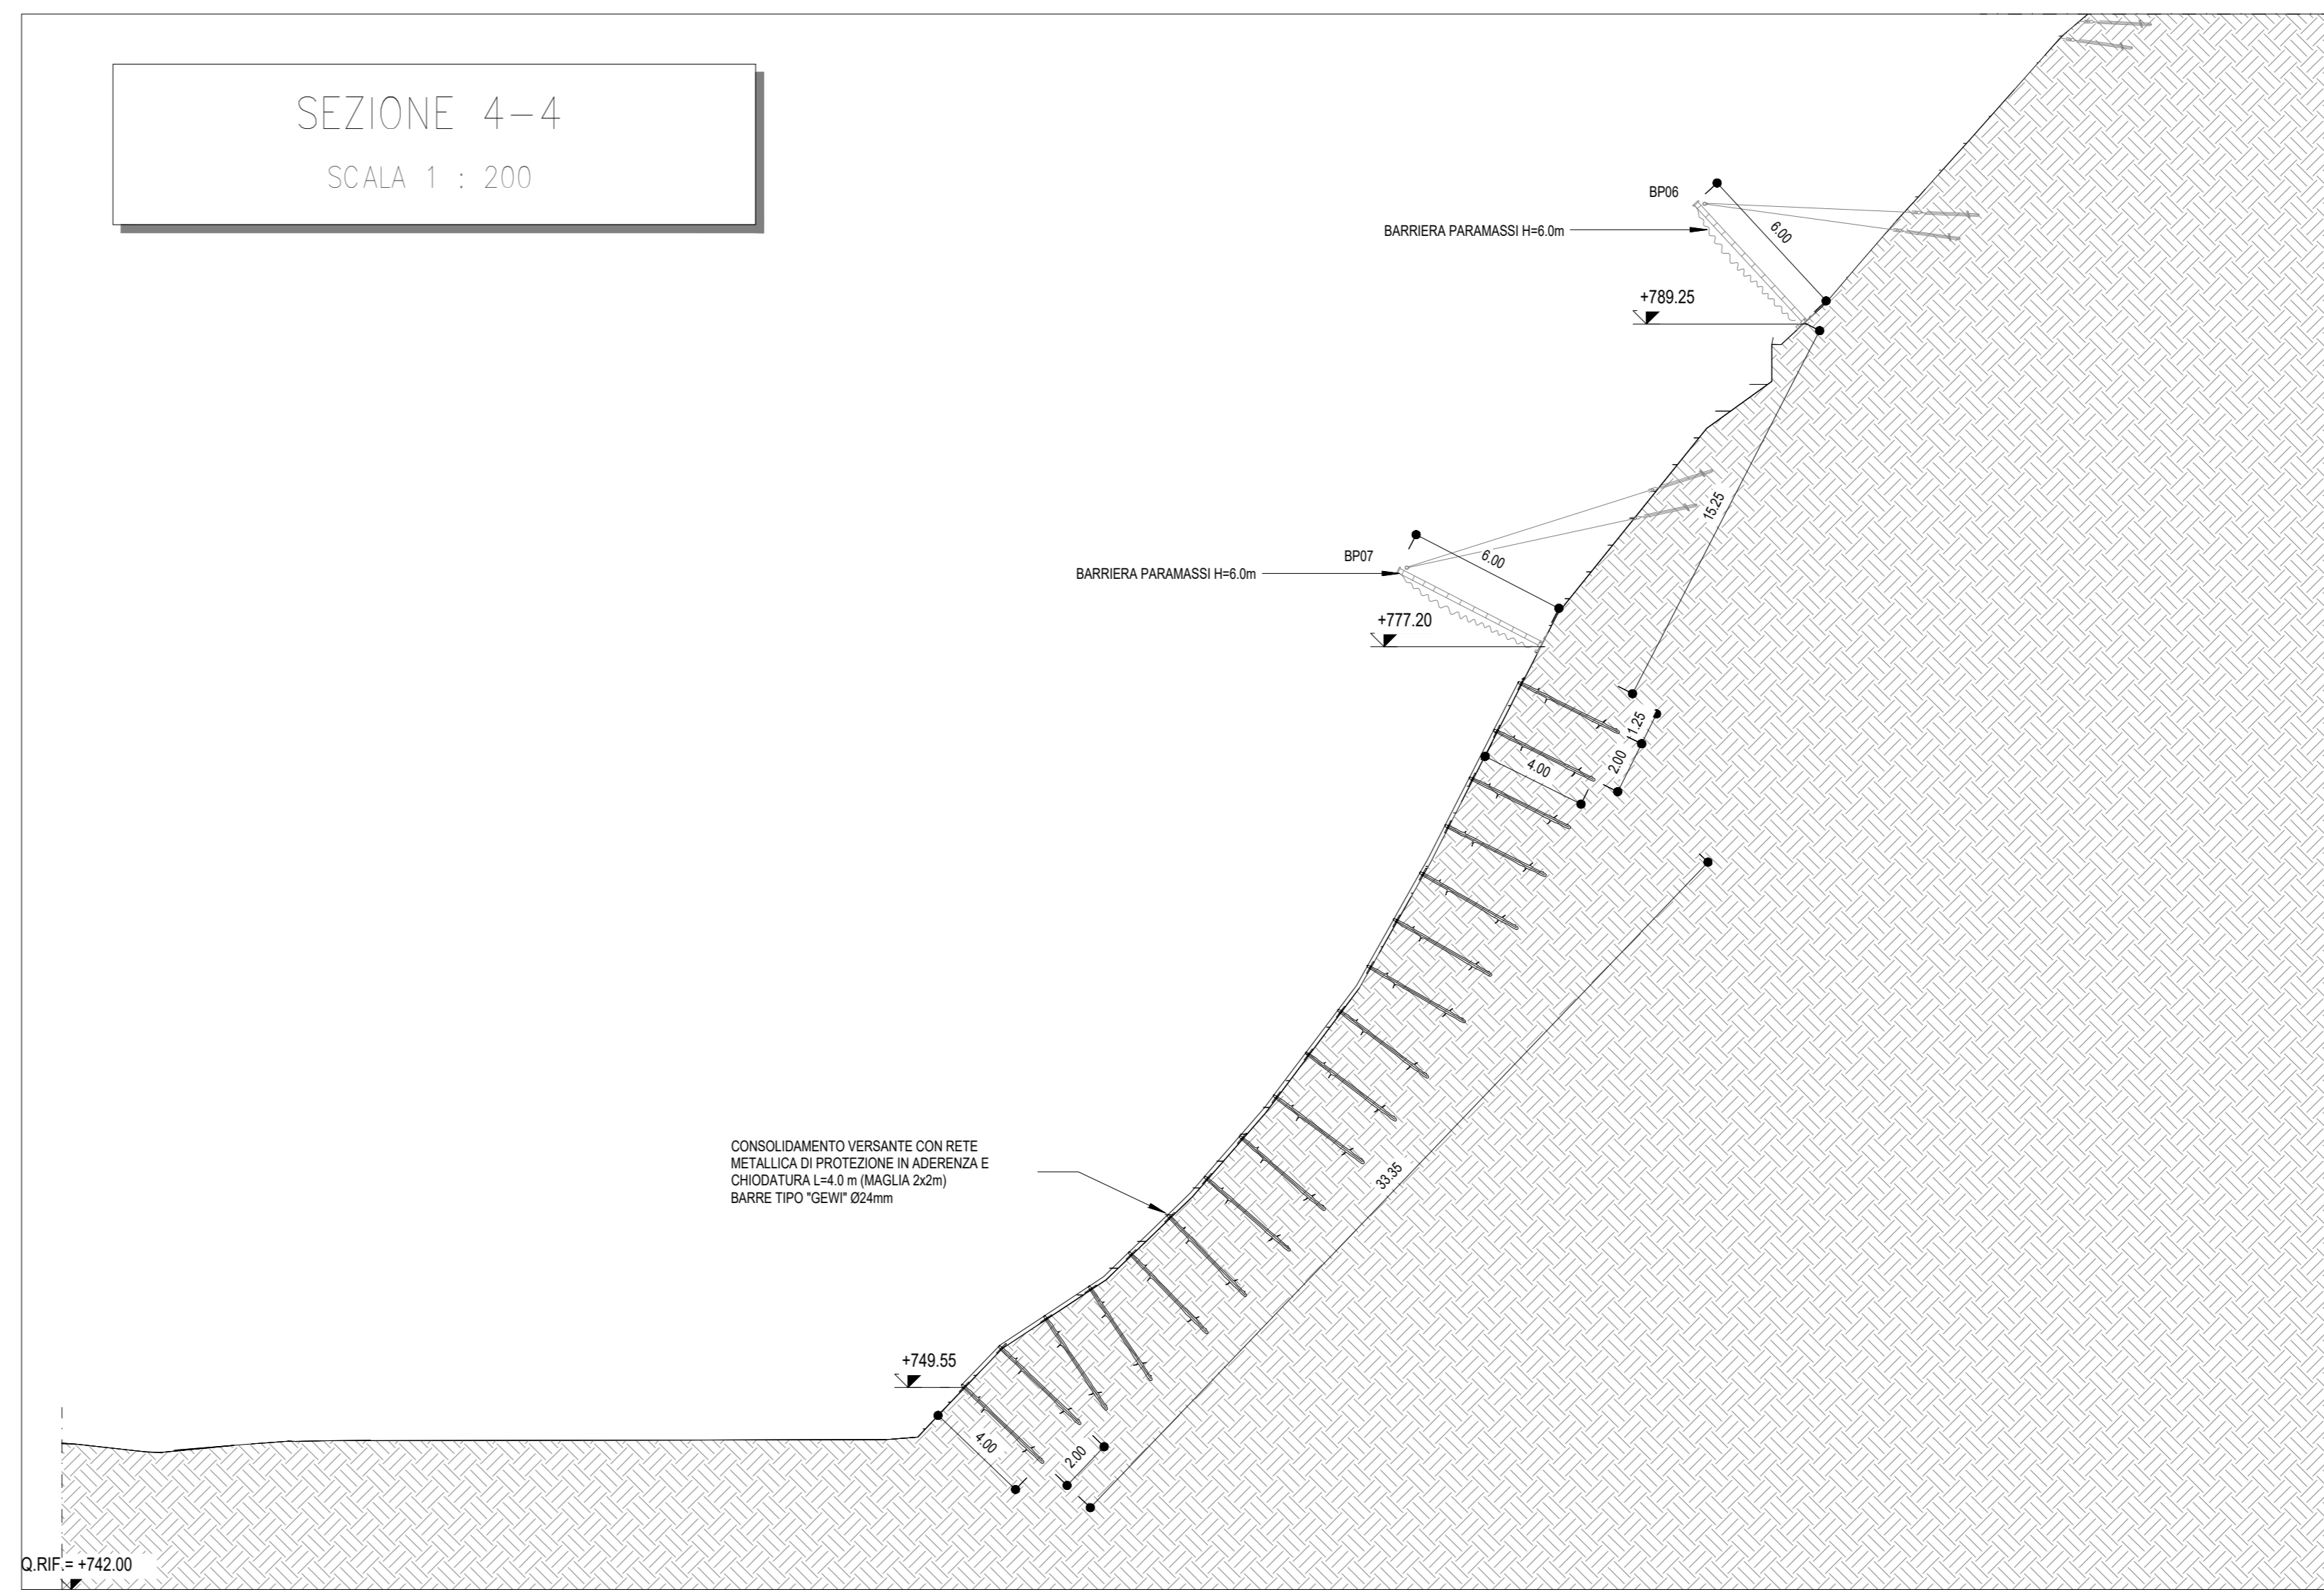 SEZIONE 4-4
SCALA 1 : 200
BP06
BARRIERA PARAMASSI H=6.0m
6.00
+789.25
15.25
BP07
BARRIERA PARAMASSI H=6.0m
6.00
+777.20
1.25
2.00
4.00
33.35
CONSOLIDAMENTO VERSANTE CON RETE
METALLICA DI PROTEZIONE IN ADERENZA E
CHIODATURA L=4.0 m (MAGLIA 2x2m)
BARRE TIPO "GEWI" Ø24mm
+749.55
4.00
2.00
Q.RIF.= +742.00